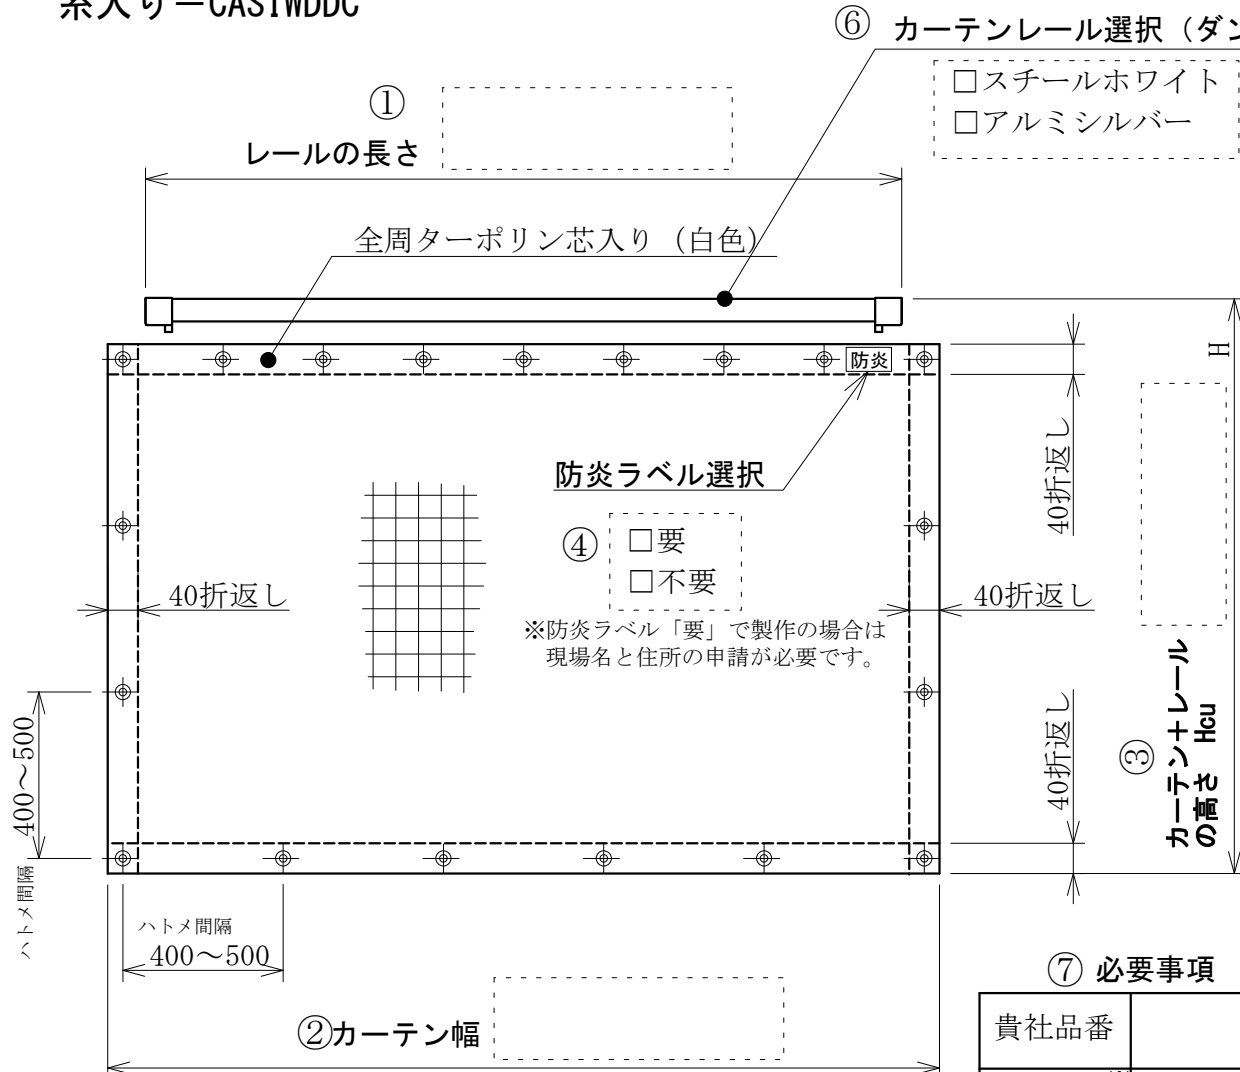 糸入り－CASTWDDC
⑥ カーテンレール選択（ダン
□スチールホワイト
□アルミシルバー
①
レールの長さ
全周ターポリン芯入り（白色）
防炎
H
40折返し
防炎ラベル選択
④
□要
□不要
※防炎ラベル「要」で製作の場合は
現場名と住所の申請が必要です。
40折返し
40折返し
③
カーテン＋レール
の高さ Hcu
40折返し
400～500
ハトメ間隔
ハトメ間隔
400～500
②カーテン幅
⑦ 必要事項
貴社品番